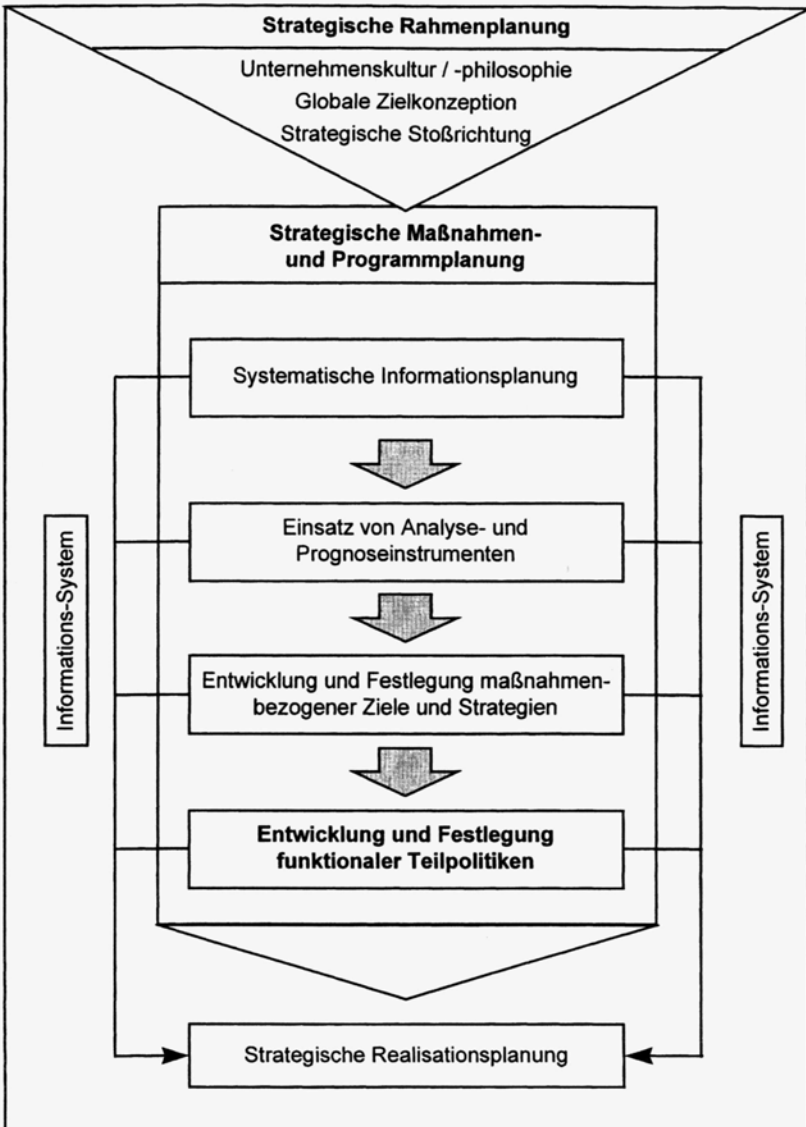 Strategische Rahmenplanung
Unternehmenskultur / -philosophie
Globale Zielkonzeption
Strategische Stoßrichtung
Strategische Maßnahmen-
und Programmplanung
Systematische Informationsplanung
Einsatz von Analyse- und
Prognoseinstrumenten
Informations-System
Informations-System
Entwicklung und Festlegung maßnahmen-
bezogener Ziele und Strategien
Entwicklung und Festlegung
funktionaler Teilpolitiken
Strategische Realisationsplanung